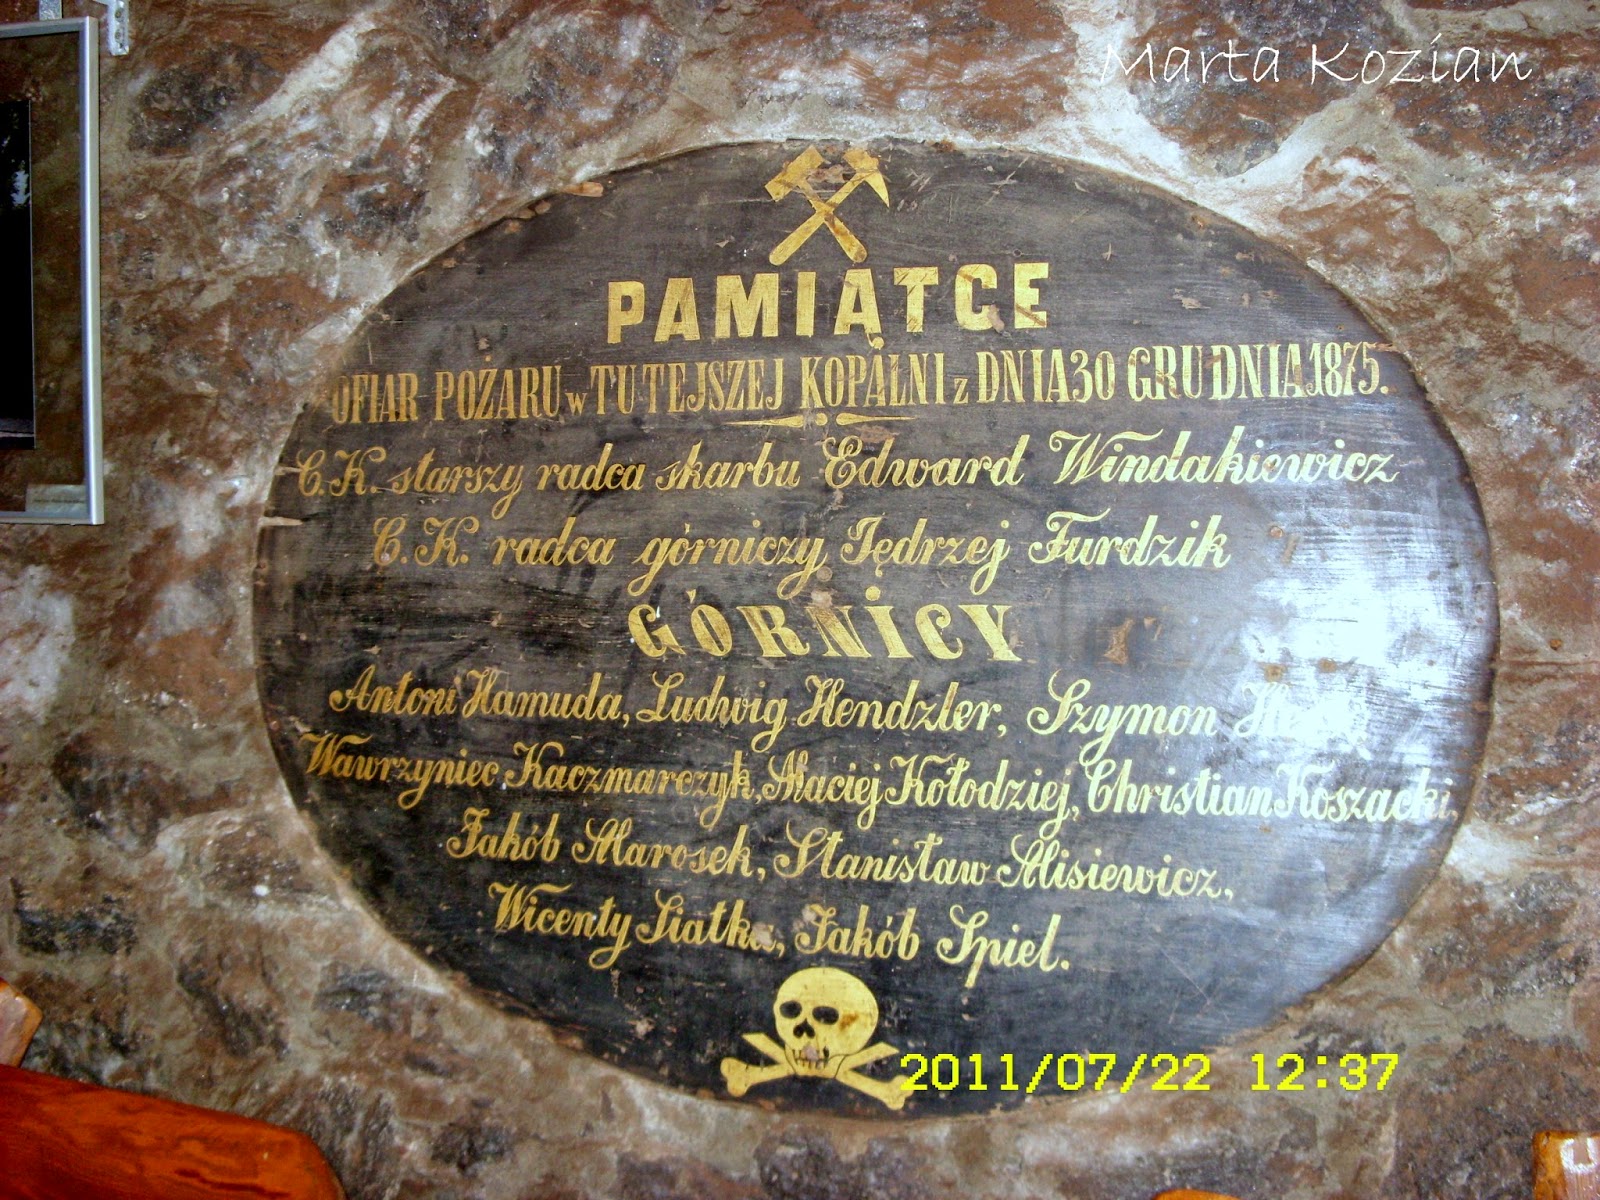 Marta Kozian
PAMIĄTCE
OFIAR POŻARU w TUTEJSZEJ KOPALNI z DNIA 30 GRUDNIA 1875.
C.K. starszy radca skarbu Edward Windakiewicz
C.K. radca górniczy Jędrzej Furdzik
GÓRNICY
Antoni Hamuda, Ludwig Hendzler, Szymon
Wawrzyniec Kaczmarczyk, Maciej Kołodziej, Christian Koszacki,
Jakób Marosek, Stanisław Misiewicz,
Wicenty Siatka, Jakób Spiel.
2011/07/22 12:37